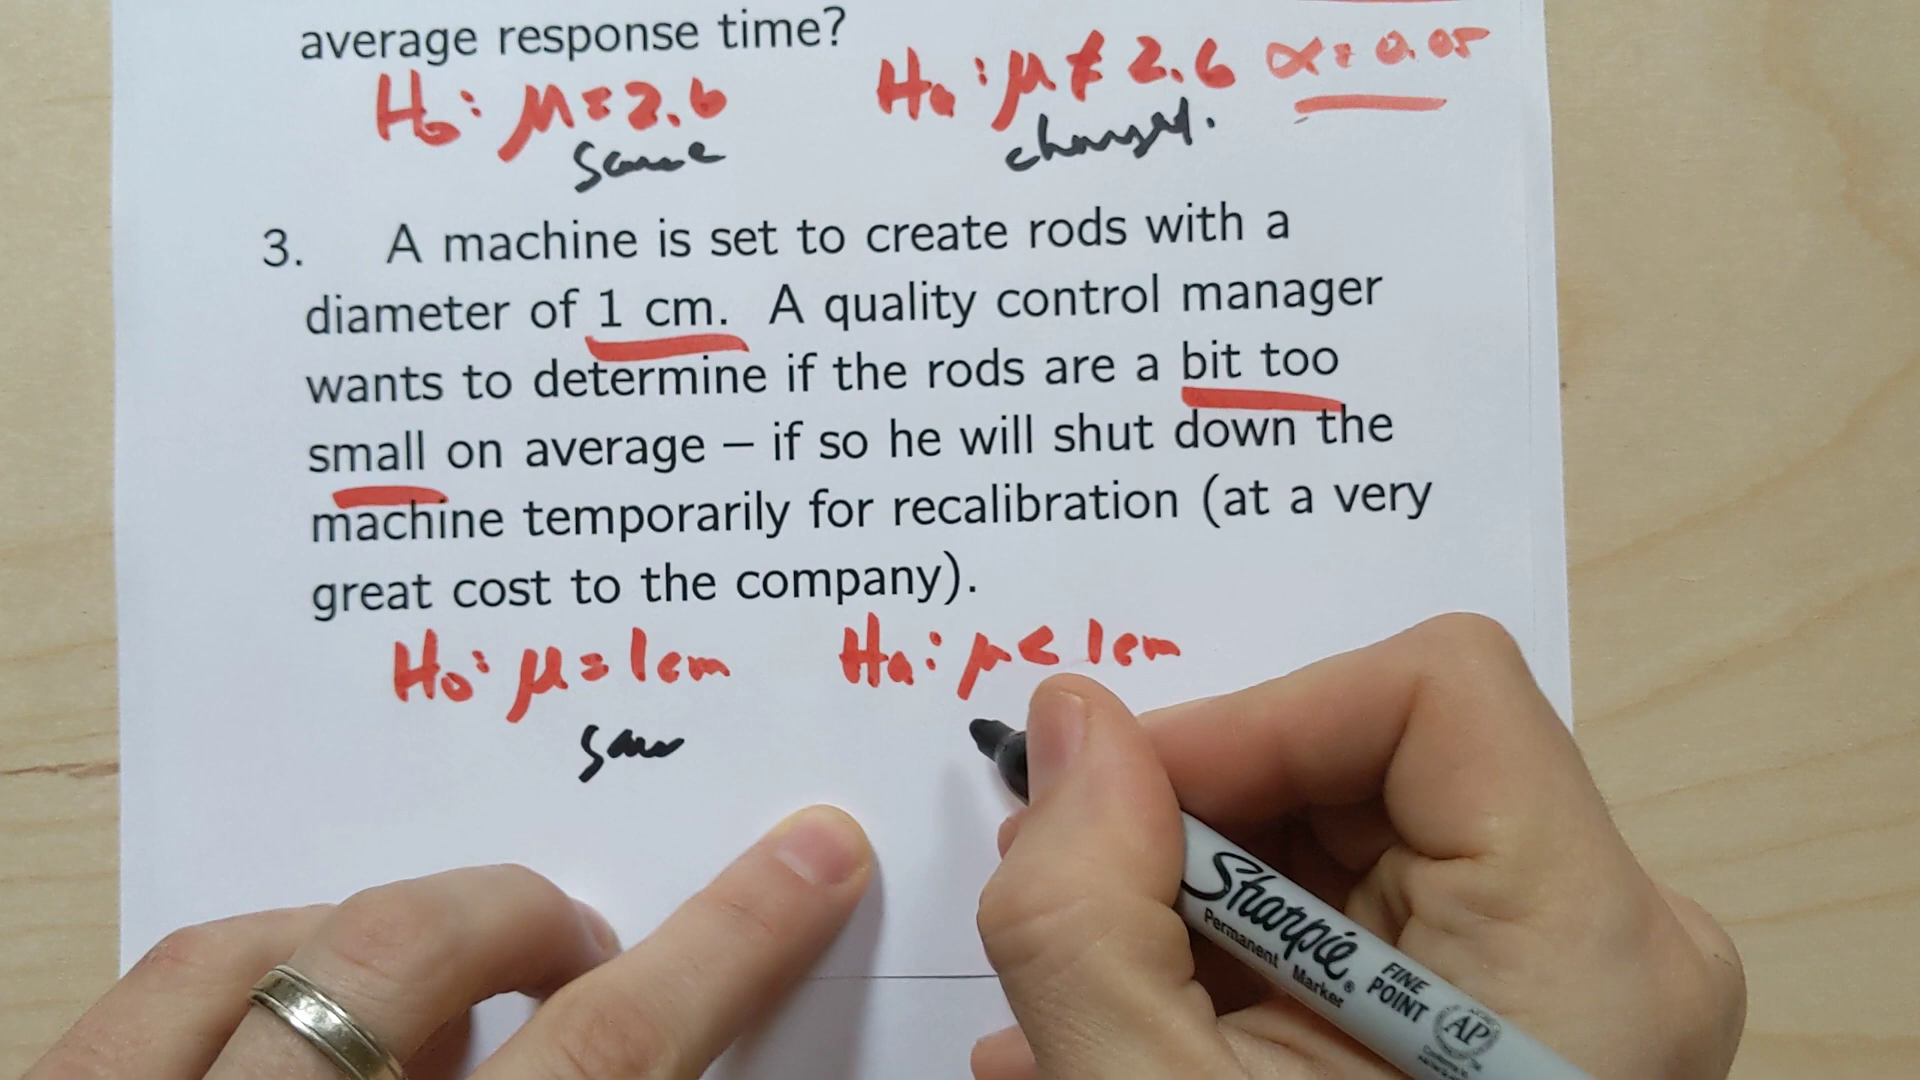 average response time?
H₀: μ = 2.6 Hₐ: μ ≠ 2.6 α = 0.05
same changed.
3. A machine is set to create rods with a
diameter of 1 cm. A quality control manager
wants to determine if the rods are a bit too
small on average – if so he will shut down the
machine temporarily for recalibration (at a very
great cost to the company).
H₀: μ = 1cm Hₐ: μ < 1cm
Sharpie®
Permanent Marker
FINE
POINT
AP